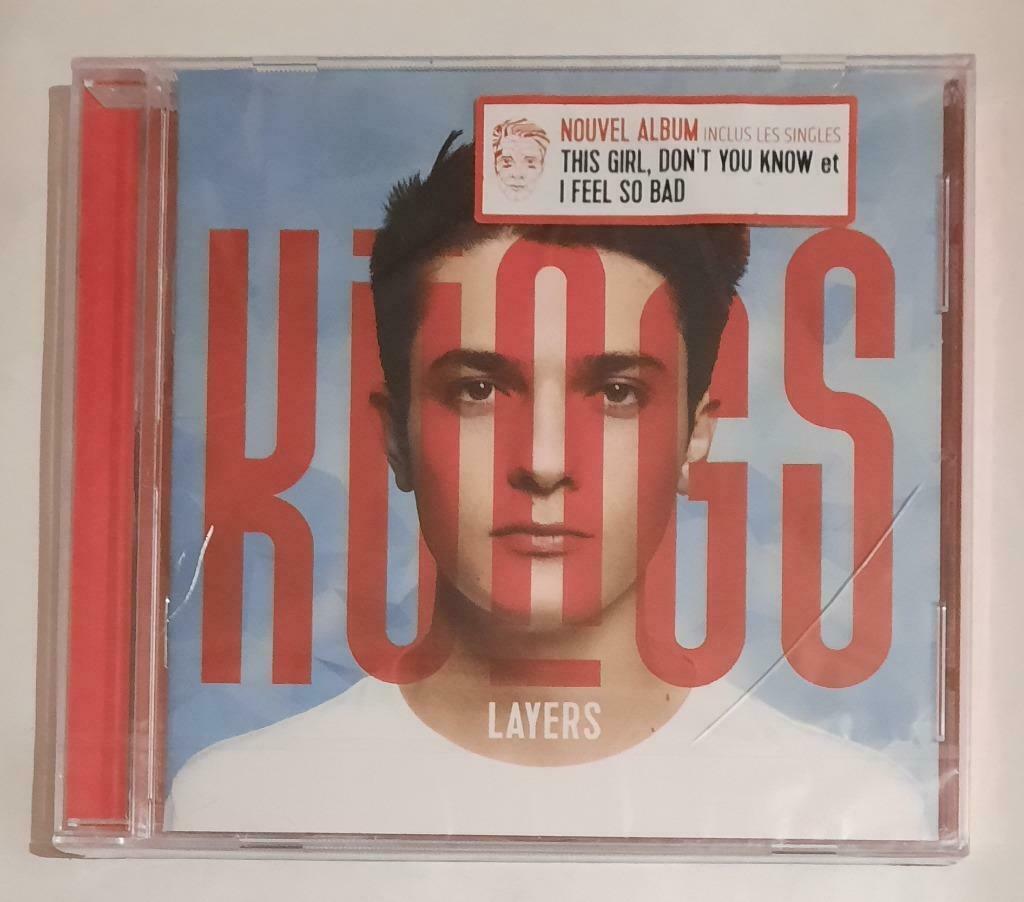 NOUVEL ALBUM INCLUS LES SINGLES
THIS GIRL, DON'T YOU KNOW et
I FEEL SO BAD
KUNGS
LAYERS